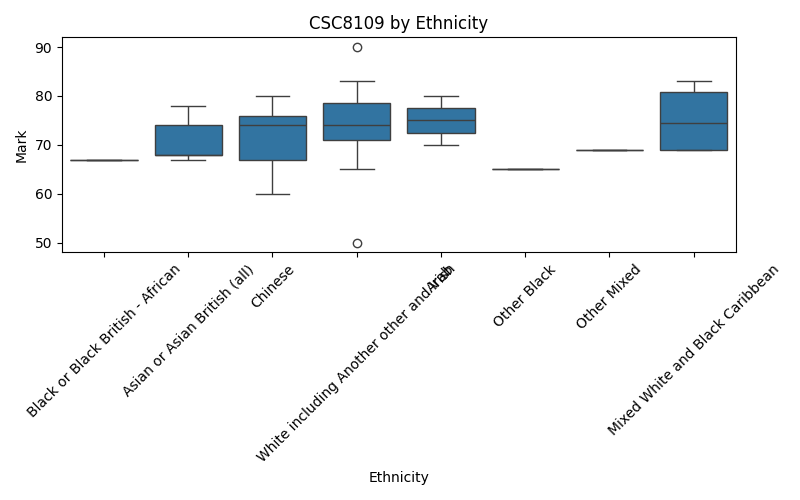 CSC8109 by Ethnicity
Mark
90
80
70
60
50
Black or Black British - African
Asian or Asian British (all)
Chinese
White including Another other and Irish
Arab
Other Black
Other Mixed
Mixed White and Black Caribbean
Ethnicity